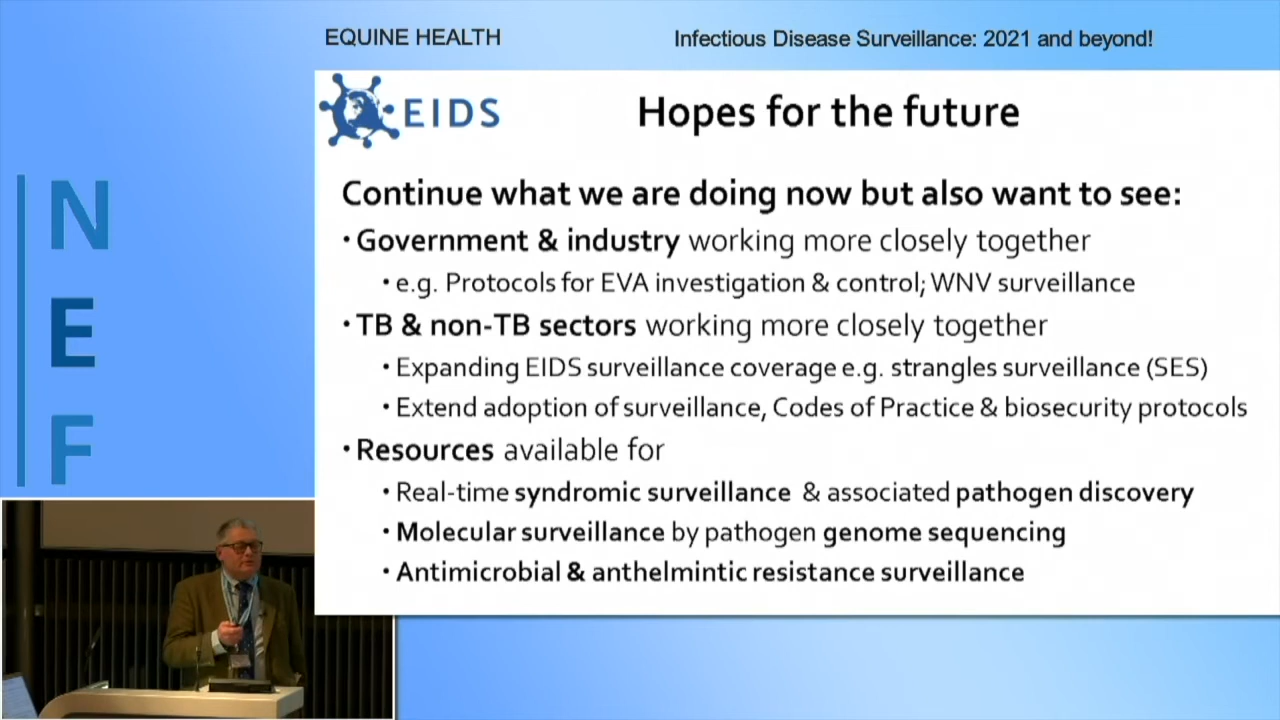 EQUINE HEALTH
Infectious Disease Surveillance: 2021 and beyond!
EIDS
Hopes for the future
Continue what we are doing now but also want to see:
• Government & industry working more closely together
• e.g. Protocols for EVA investigation & control; WNV surveillance
• TB & non-TB sectors working more closely together
• Expanding EIDS surveillance coverage e.g. strangles surveillance (SES)
• Extend adoption of surveillance, Codes of Practice & biosecurity protocols
• Resources available for
• Real-time syndromic surveillance & associated pathogen discovery
• Molecular surveillance by pathogen genome sequencing
• Antimicrobial & anthelmintic resistance surveillance
N
E
F